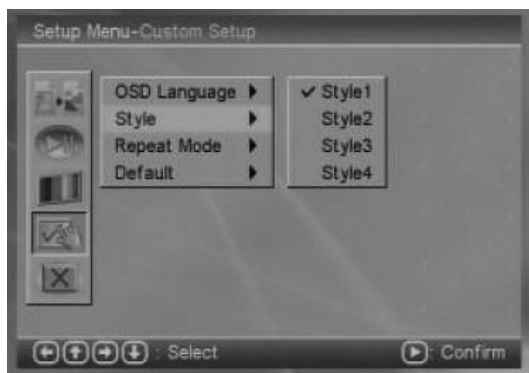 Setup Menu-Custom Setup
OSD Language
Style
Repeat Mode
Default
✓ Style1
Style2
Style3
Style4
: Select
: Confirm